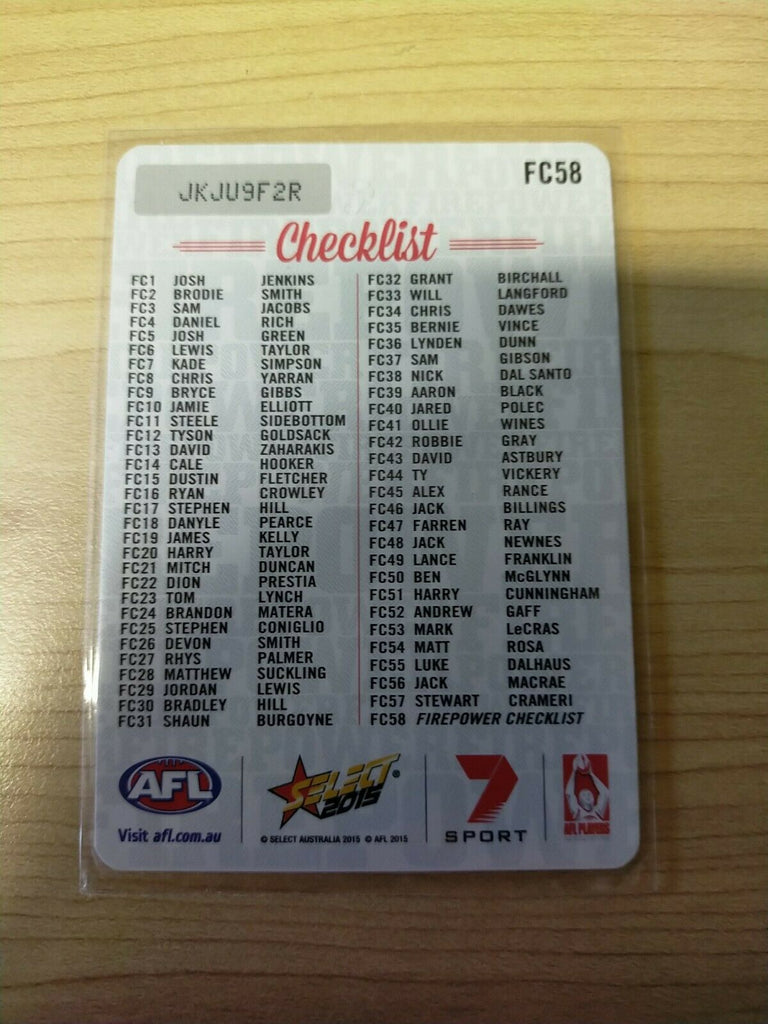 JKJU9F2R
FC58
Checklist
FC1 JOSH JENKINS
FC2 BRODIE SMITH
FC3 SAM JACOBS
FC4 DANIEL RICH
FC5 JOSH GREEN
FC6 LEWIS TAYLOR
FC7 KADE SIMPSON
FC8 CHRIS YARRAN
FC9 BRYCE GIBBS
FC10 JAMIE ELLIOTT
FC11 STEELE SIDEBOTTOM
FC12 TYSON GOLDSACK
FC13 DAVID ZAHARAKIS
FC14 CALE HOOKER
FC15 DUSTIN FLETCHER
FC16 RYAN CROWLEY
FC17 STEPHEN HILL
FC18 DANYLE PEARCE
FC19 JAMES KELLY
FC20 HARRY TAYLOR
FC21 MITCH DUNCAN
FC22 DION PRESTIA
FC23 TOM LYNCH
FC24 BRANDON MATERA
FC25 STEPHEN CONIGLIO
FC26 DEVON SMITH
FC27 RHYS PALMER
FC28 MATTHEW SUCKLING
FC29 JORDAN LEWIS
FC30 BRADLEY HILL
FC31 SHAUN BURGOYNE
FC32 GRANT BIRCHALL
FC33 WILL LANGFORD
FC34 CHRIS DAWES
FC35 BERNIE VINCE
FC36 LYNDEN DUNN
FC37 SAM GIBSON
FC38 NICK DAL SANTO
FC39 AARON BLACK
FC40 JARED POLEC
FC41 OLLIE WINES
FC42 ROBBIE GRAY
FC43 DAVID ASTBURY
FC44 TY VICKERY
FC45 ALEX RANCE
FC46 JACK BILLINGS
FC47 FARREN RAY
FC48 JACK NEWNES
FC49 LANCE FRANKLIN
FC50 BEN McGLYNN
FC51 HARRY CUNNINGHAM
FC52 ANDREW GAFF
FC53 MARK LeCRAS
FC54 MATT ROSA
FC55 LUKE DALHAUS
FC56 JACK MACRAE
FC57 STEWART CRAMERI
FC58 FIREPOWER CHECKLIST
AFL
Visit afl.com.au
SELECT ®
2015
© SELECT AUSTRALIA 2015 © AFL 2015
7
SPORT
AFL PLAYERS